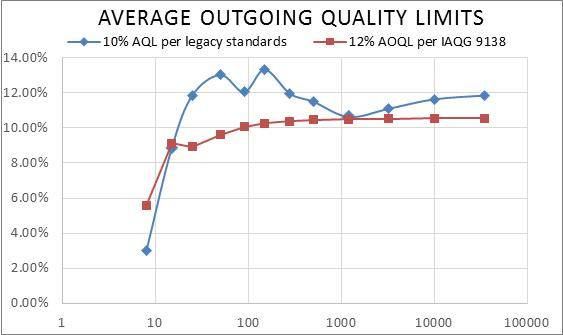 AVERAGE OUTGOING QUALITY LIMITS
10% AQL per legacy standards 12% AOQL per IAQG 9138
14.00%
12.00%
10.00%
8.00%
6.00%
4.00%
2.00%
0.00%
1 10 100 1000 10000 100000